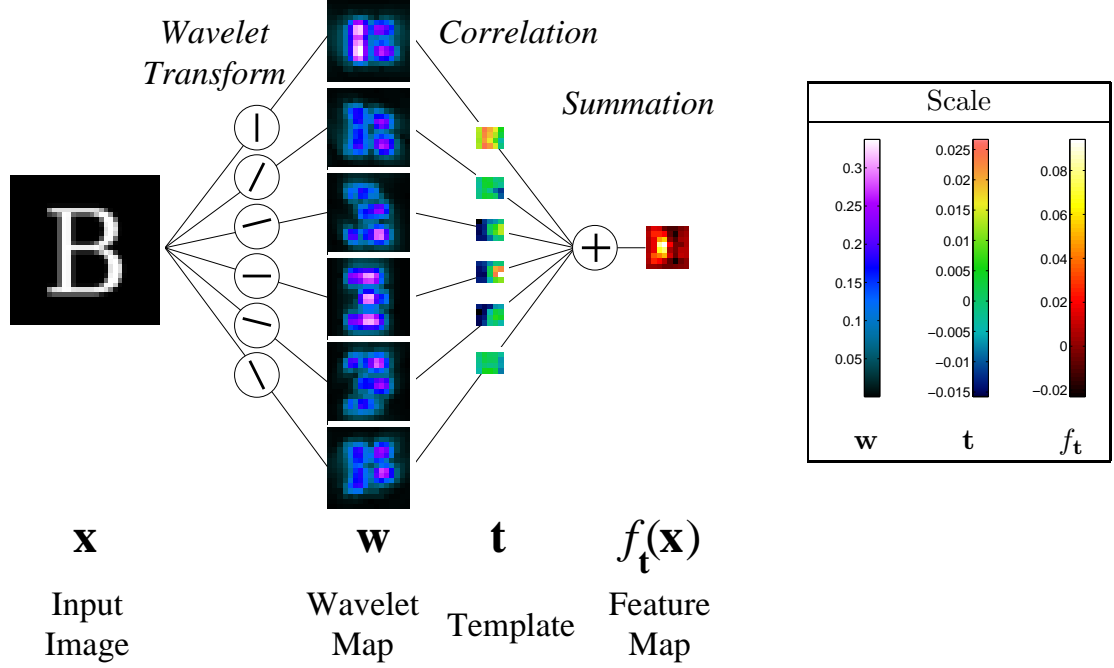 Wavelet
Transform
Correlation
Summation
B
x
w
t
f_t(x)
Input
Image
Wavelet
Map
Template
Feature
Map
Scale
0.3
0.25
0.2
0.15
0.1
0.05
w
0.025
0.02
0.015
0.01
0.005
0
-0.005
-0.01
-0.015
t
0.08
0.06
0.04
0.02
0
-0.02
f_t